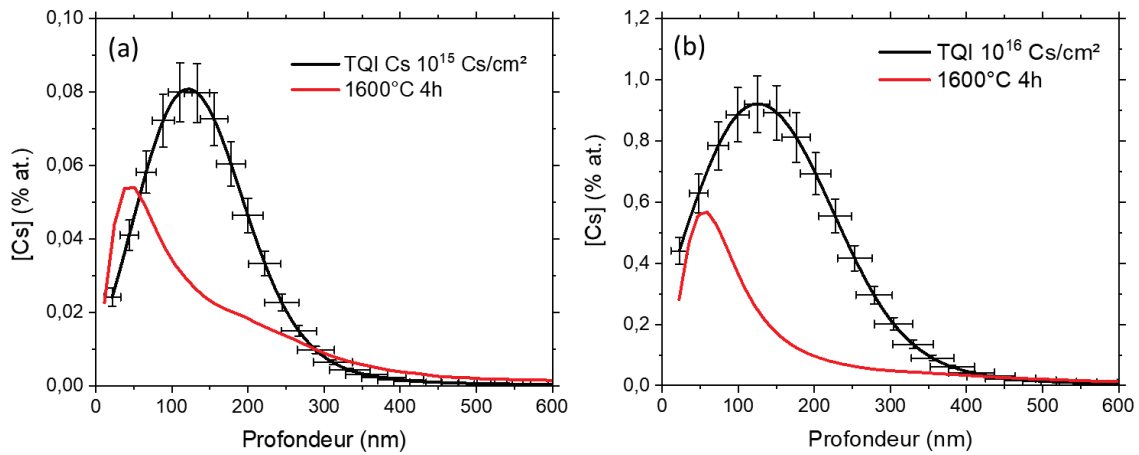 (a)
TQI Cs 10¹⁵ Cs/cm²
1600°C 4h
[Cs] (% at.)
0,10
0,08
0,06
0,04
0,02
0,00
0 100 200 300 400 500 600
Profondeur (nm)
(b)
TQI 10¹⁶ Cs/cm²
1600°C 4h
[Cs] (% at.)
1,2
1,0
0,8
0,6
0,4
0,2
0,0
0 100 200 300 400 500 600
Profondeur (nm)